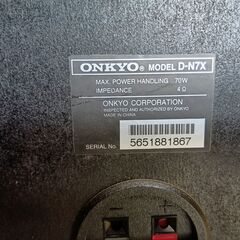 ONKYO® MODEL D-N7X
MAX. POWER HANDLING 70W
IMPEDANCE 4Ω
ONKYO CORPORATION
INSPECTED AND AUTHORIZED BY ONKYO
MADE IN CHINA
SERIAL No. 5651881867